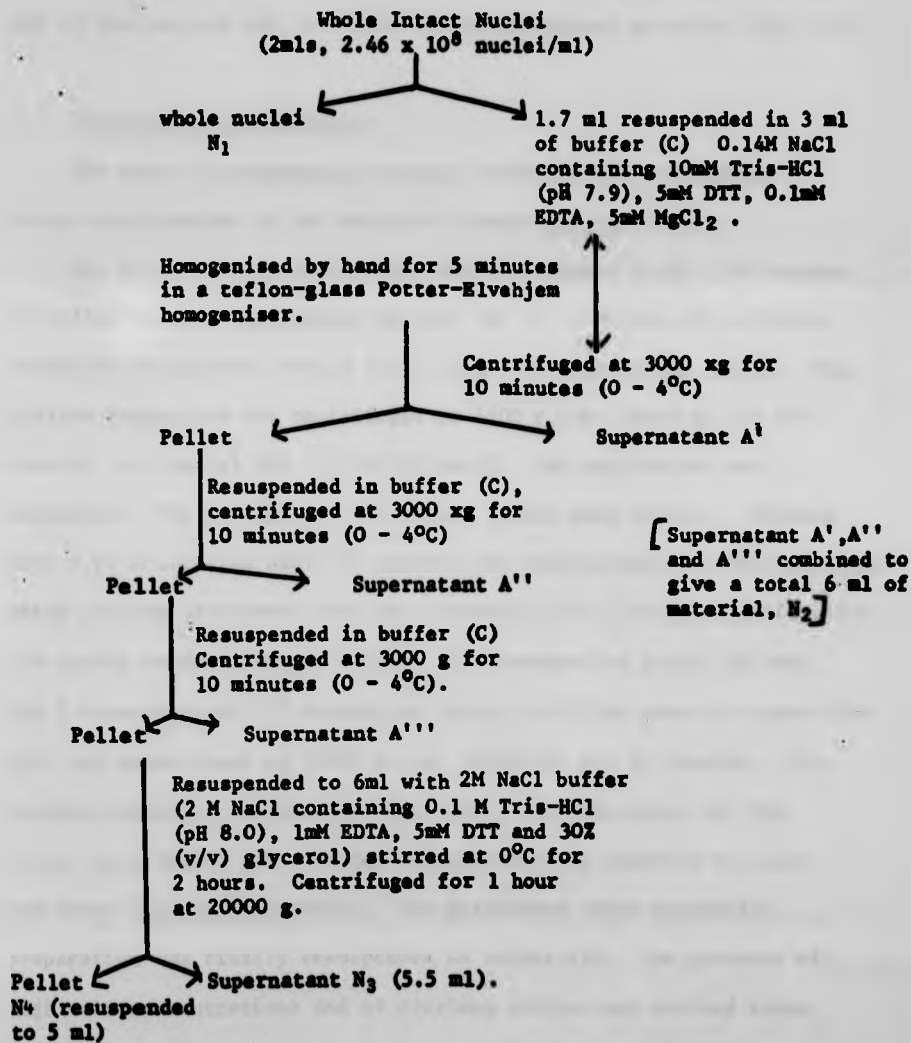 Whole Intact Nuclei
(2mls, 2.46 x 10⁸ nuclei/ml)
whole nuclei
N₁
1.7 ml resuspended in 3 ml
of buffer (C) 0.14M NaCl
containing 10mM Tris-HCl
(pH 7.9), 5mM DTT, 0.1mM
EDTA, 5mM MgCl₂ .
Homogenised by hand for 5 minutes
in a teflon-glass Potter-Elvehjem
homogeniser.
Centrifuged at 3000 xg for
10 minutes (0 - 4⁰C)
Pellet
Supernatant A'
Resuspended in buffer (C),
centrifuged at 3000 xg for
10 minutes (0 - 4⁰C)
[Supernatant A',A''
and A''' combined to
give a total 6 ml of
material, N₂]
Pellet
Supernatant A''
Resuspended in buffer (C)
Centrifuged at 3000 g for
10 minutes (0 - 4⁰C).
Pellet
Supernatant A'''
Resuspended to 6ml with 2M NaCl buffer
(2 M NaCl containing 0.1 M Tris-HCl
(pH 8.0), 1mM EDTA, 5mM DTT and 30%
(v/v) glycerol) stirred at 0⁰C for
2 hours. Centrifuged for 1 hour
at 20000 g.
Pellet
Supernatant N₃ (5.5 ml).
N4 (resuspended
to 5 ml)